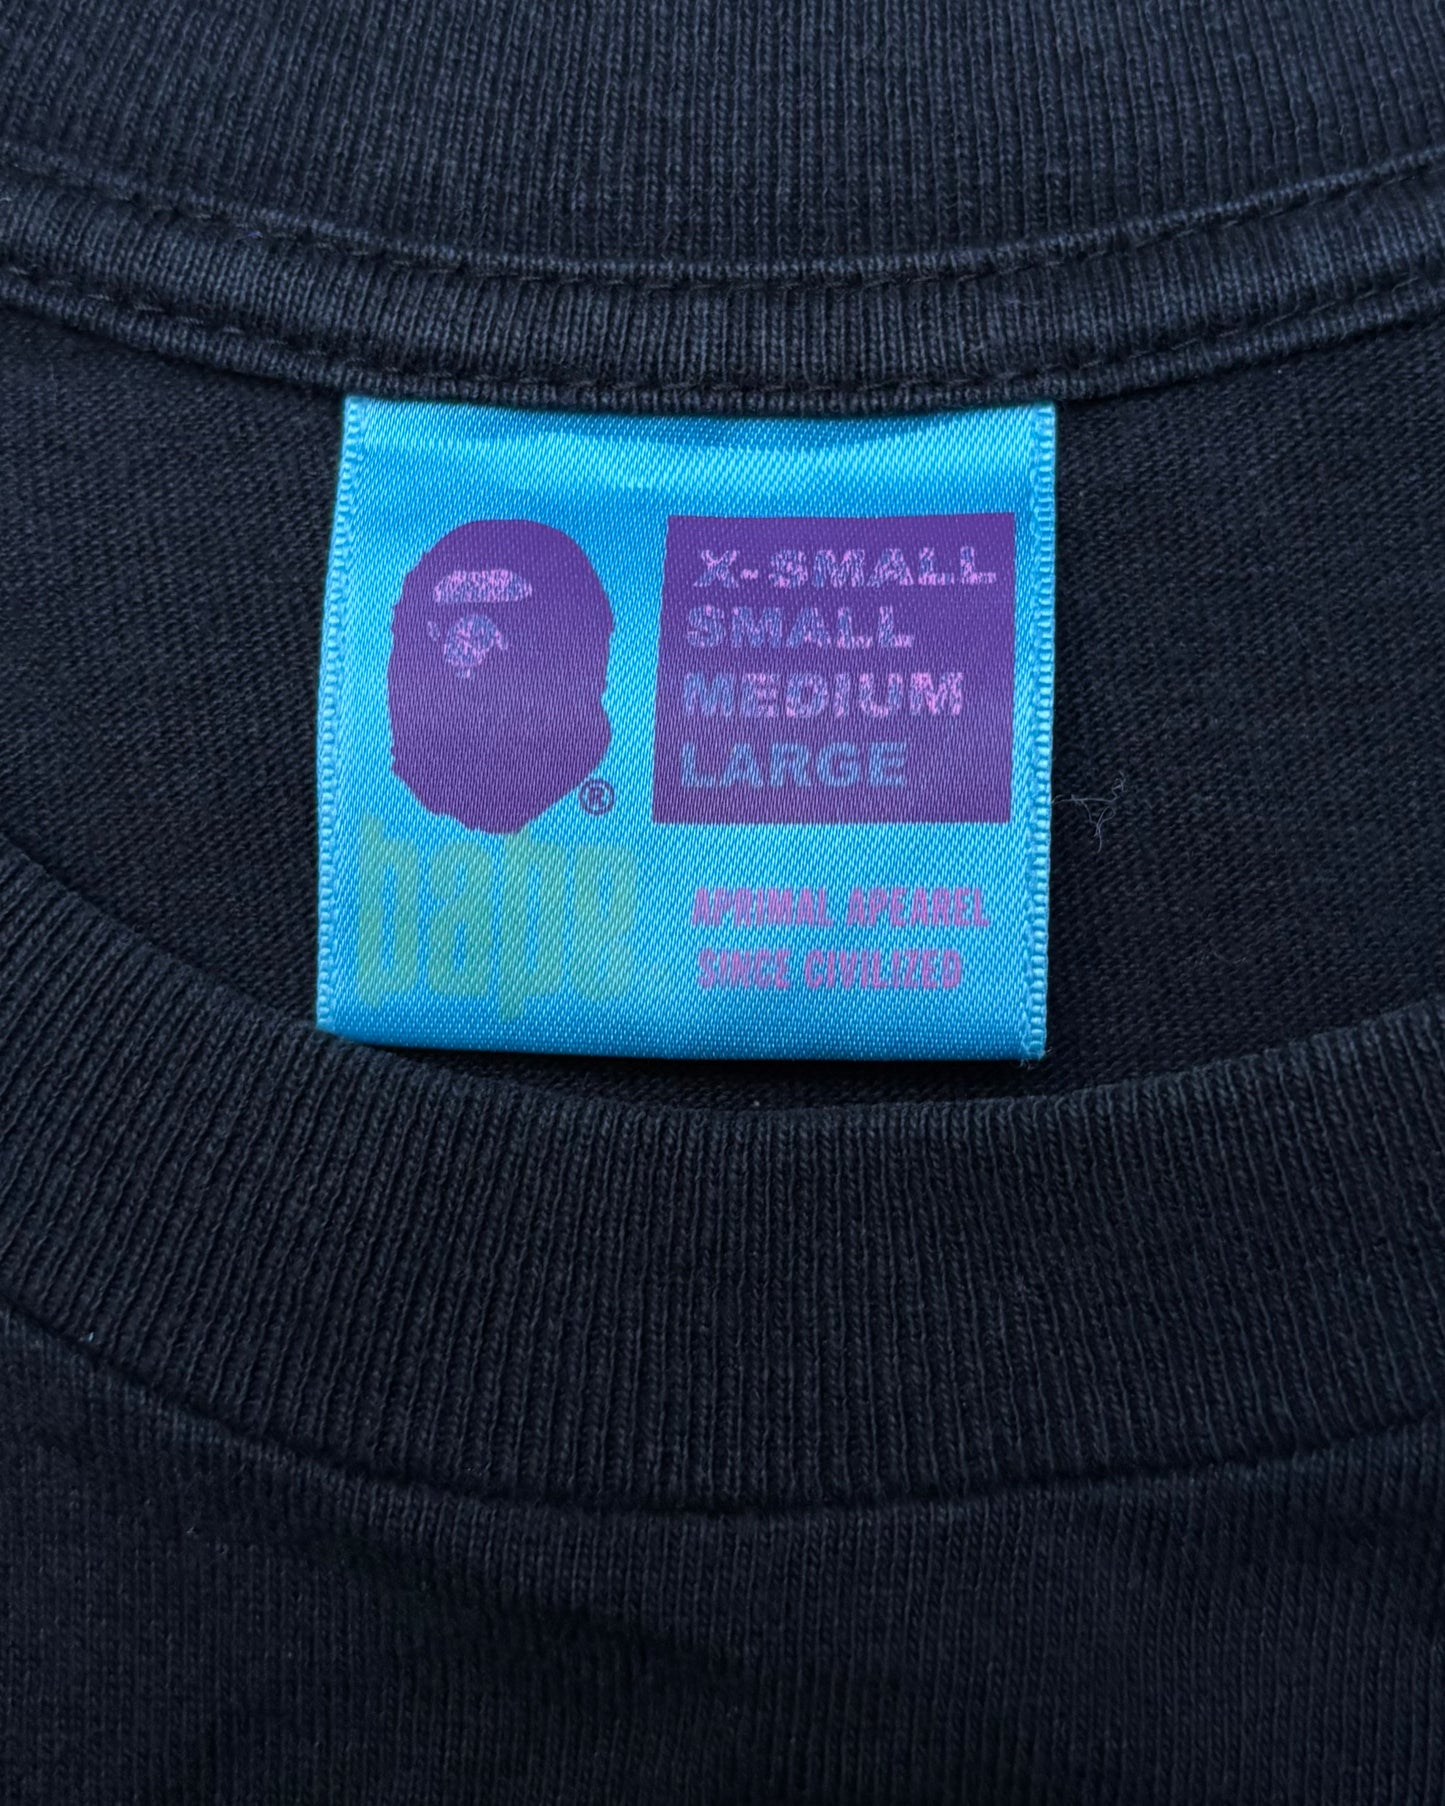 X-SMALL
SMALL
MEDIUM
LARGE
®
bape
APRIMAL APEAREL
SINCE CIVILIZED